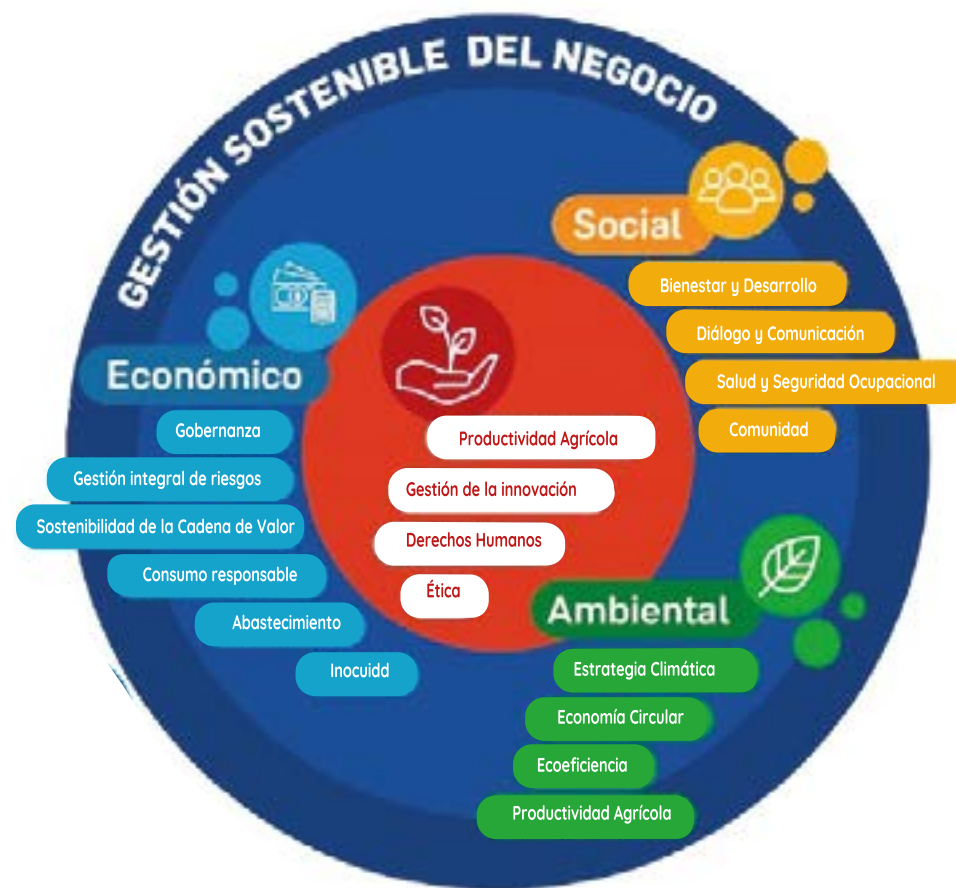 GESTIÓN SOSTENIBLE DEL NEGOCIO
Social
Bienestar y Desarrollo
Diálogo y Comunicación
Salud y Seguridad Ocupacional
Comunidad
Económico
Gobernanza
Gestión integral de riesgos
Sostenibilidad de la Cadena de Valor
Consumo responsable
Abastecimiento
Inocuidd
Productividad Agrícola
Gestión de la innovación
Derechos Humanos
Ética
Ambiental
Estrategia Climática
Economía Circular
Ecoeficiencia
Productividad Agrícola